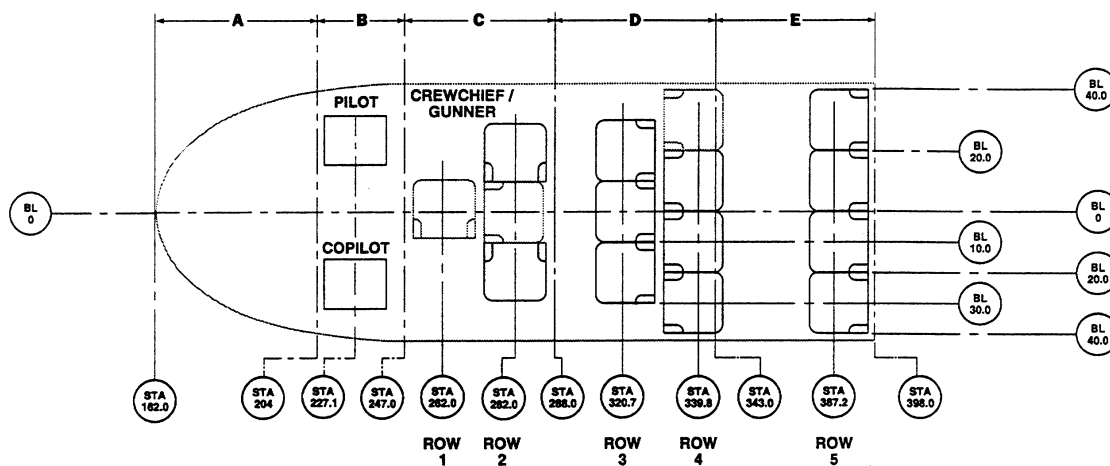 A B C D E
CREWCHIEF /
GUNNER
PILOT
COPILOT
BL
0
BL
40.0
BL
20.0
BL
0
BL
10.0
BL
20.0
BL
30.0
BL
40.0
STA
162.0
STA
204
STA
227.1
STA
247.0
STA
262.0
STA
282.0
STA
288.0
STA
320.7
STA
339.8
STA
343.0
STA
387.2
STA
398.0
ROW
1
ROW
2
ROW
3
ROW
4
ROW
5